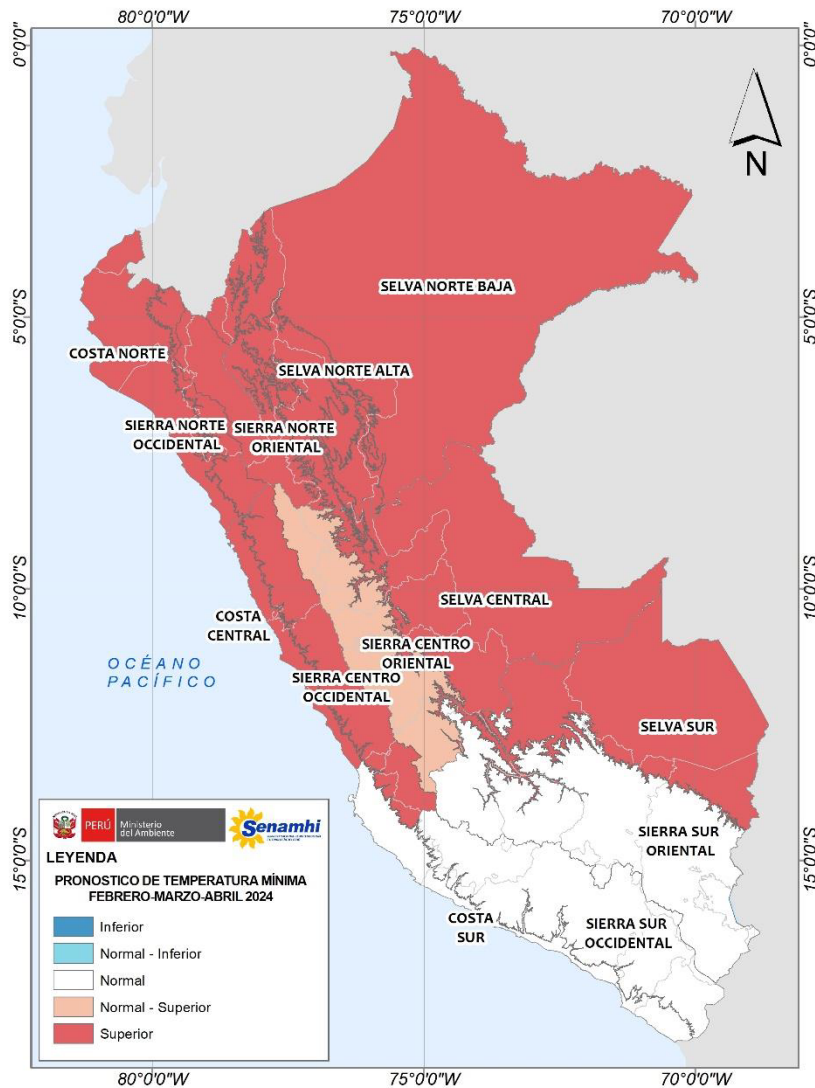 80°0'0"W 75°0'0"W 70°0'0"W
0°0'0"
0°0'0"
N
SELVA NORTE BAJA
5°0'0"S
5°0'0"S
COSTA NORTE
SELVA NORTE ALTA
SIERRA NORTE
OCCIDENTAL
SIERRA NORTE
ORIENTAL
10°0'0"S
10°0'0"S
SELVA CENTRAL
COSTA
CENTRAL
SIERRA CENTRO
ORIENTAL
OCÉANO
PACÍFICO
SIERRA CENTRO
OCCIDENTAL
SELVA SUR
SIERRA SUR
ORIENTAL
15°0'0"S
15°0'0"S
COSTA
SUR
SIERRA SUR
OCCIDENTAL
PERÚ
Ministerio
del Ambiente
Senamhi
LEYENDA
PRONOSTICO DE TEMPERATURA MÍNIMA
FEBRERO-MARZO-ABRIL 2024
Inferior
Normal - Inferior
Normal
Normal - Superior
Superior
80°0'0"W 75°0'0"W 70°0'0"W